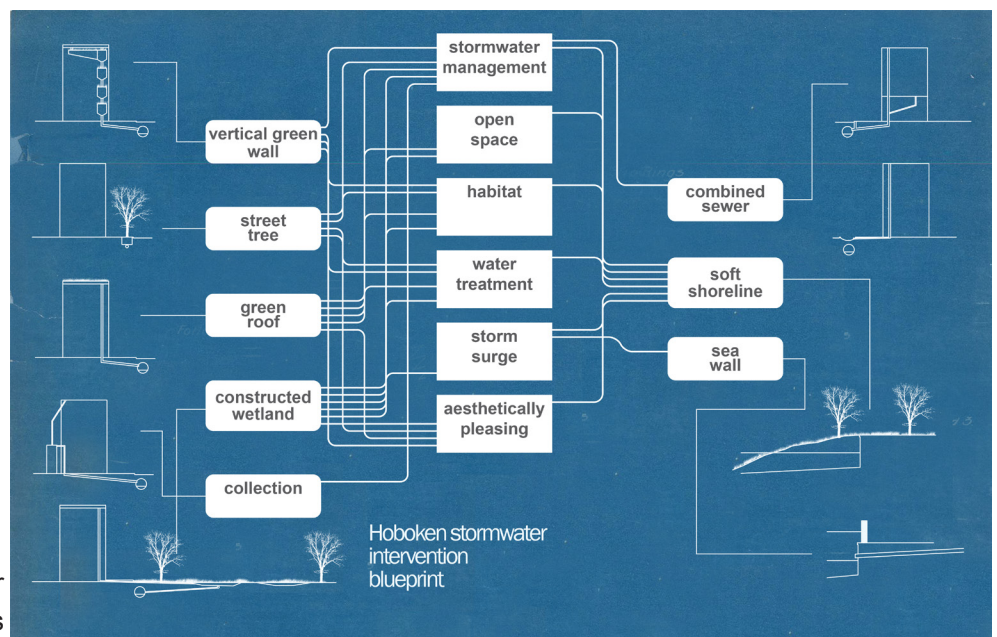 vertical green
wall
street
tree
green
roof
constructed
wetland
collection
stormwater
management
open
space
habitat
water
treatment
storm
surge
aesthetically
pleasing
combined
sewer
soft
shoreline
sea
wall
Hoboken stormwater
intervention
blueprint